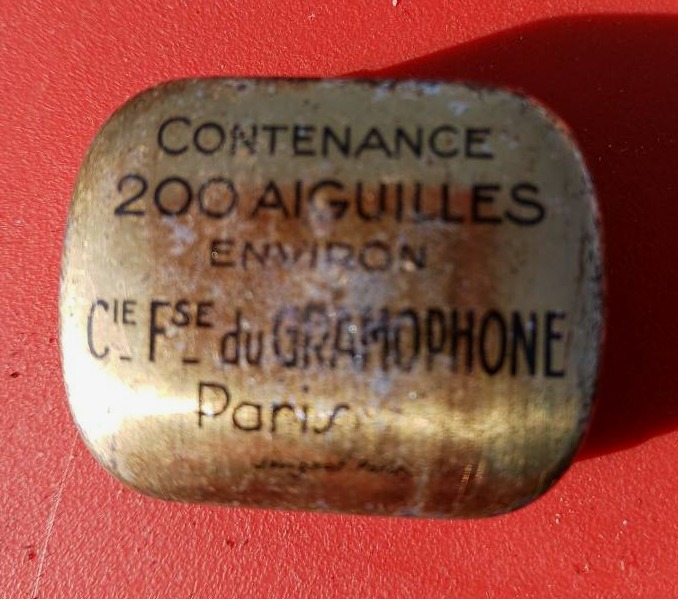 CONTENANCE
200 AIGUILLES
ENVIRON
CIE FSE du GRAMOPHONE
Paris